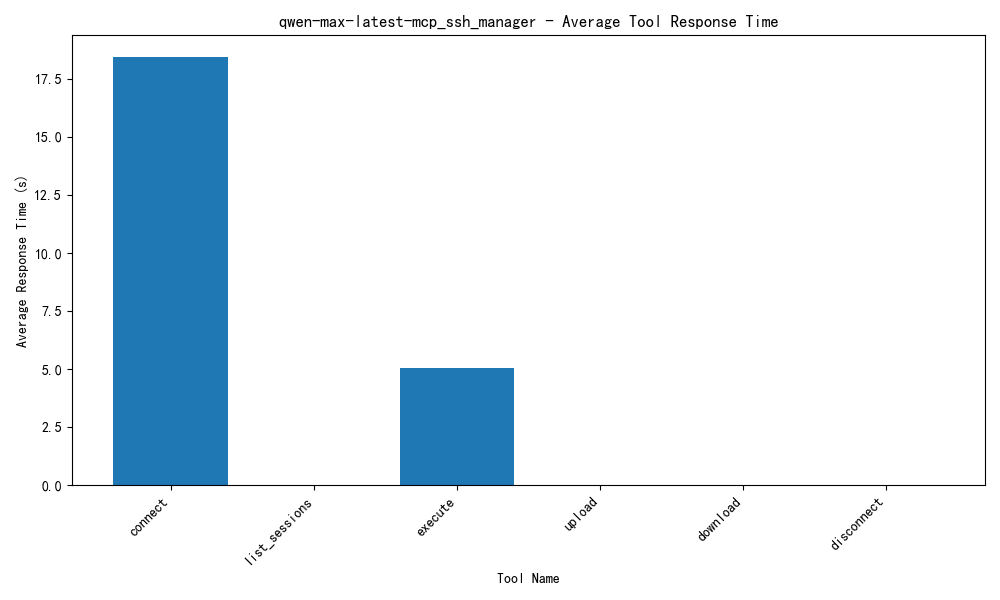 qwen-max-latest-mcp_ssh_manager - Average Tool Response Time
Average Response Time (s)
17.5
15.0
12.5
10.0
7.5
5.0
2.5
0.0
connect
list_sessions
execute
upload
download
disconnect
Tool Name